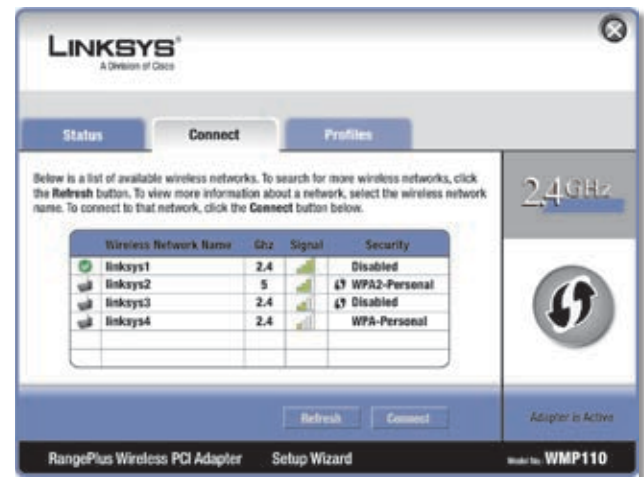 LINKSYS®
A Division of Cisco
Status
Connect
Profiles
Below is a list of available wireless networks. To search for more wireless networks, click
the Refresh button. To view more information about a network, select the wireless network
name. To connect to that network, click the Connect button below.
2.4GHz
Wireless Network Name Ghz Signal Security
linksys1 2.4 Disabled
linksys2 5 WPA2-Personal
linksys3 2.4 Disabled
linksys4 2.4 WPA-Personal
Refresh Connect
Adapter is Active
RangePlus Wireless PCI Adapter Setup Wizard Model No. WMP110